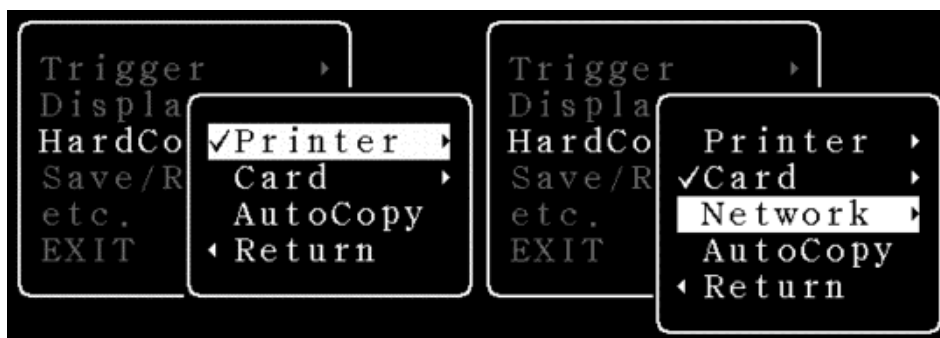 Trigger
Displa
HardCo
Save/R
etc.
EXIT
✓Printer
Card
AutoCopy
Return
Trigger
Displa
HardCo
Save/R
etc.
EXIT
Printer
✓Card
Network
AutoCopy
Return